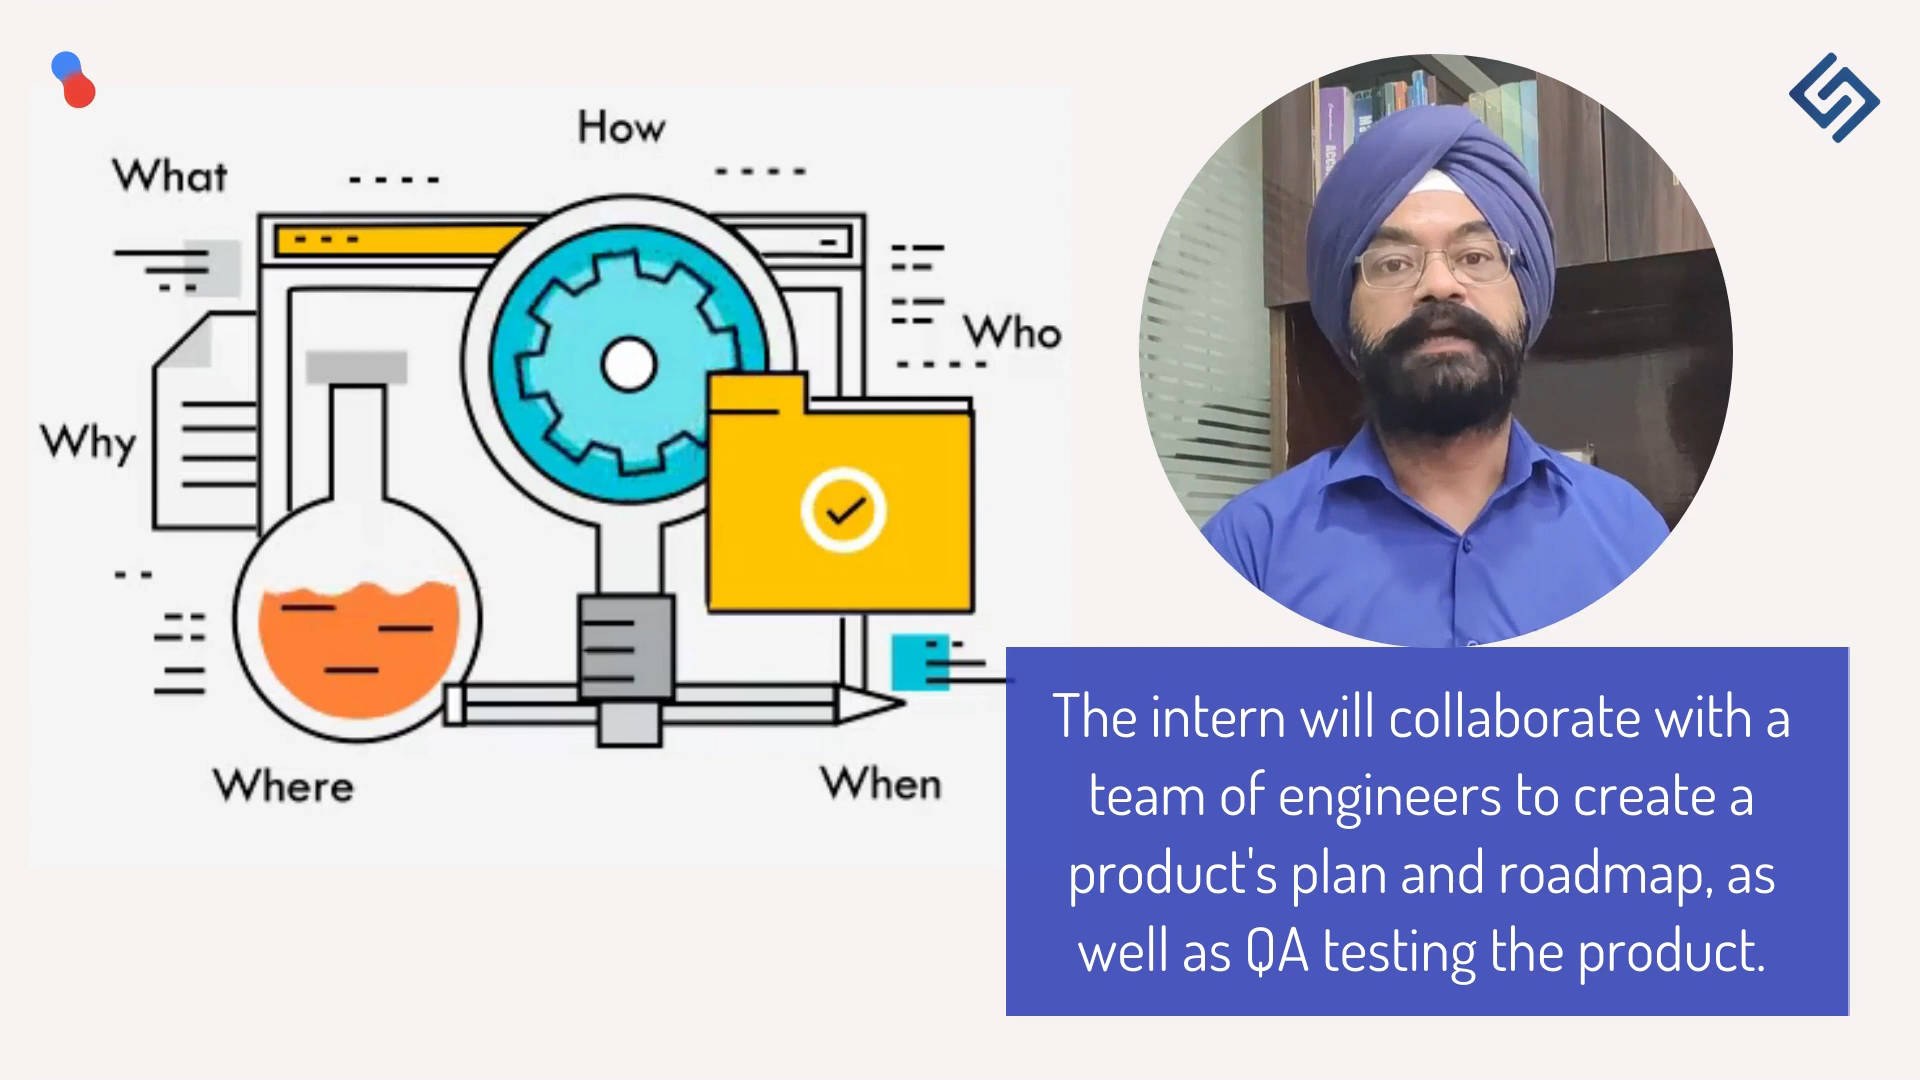 How
What
Who
Why
Where
When
The intern will collaborate with a
team of engineers to create a
product's plan and roadmap, as
well as QA testing the product.